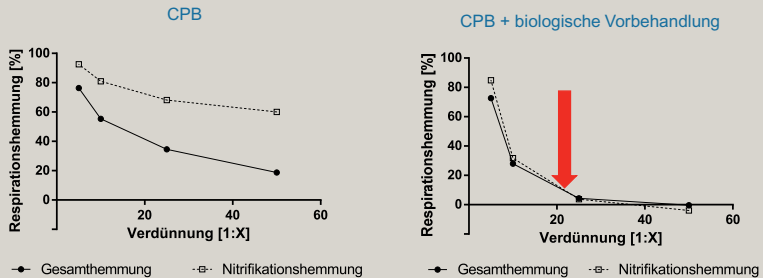 CPB
Respirationshemmung [%]
100
80
60
40
20
0
20
40
60
Verdünnung [1:X]
Gesamthemmung
Nitrifikationshemmung
CPB + biologische Vorbehandlung
Respirationshemmung [%]
100
80
60
40
20
0
20
40
60
Verdünnung [1:X]
Gesamthemmung
Nitrifikationshemmung